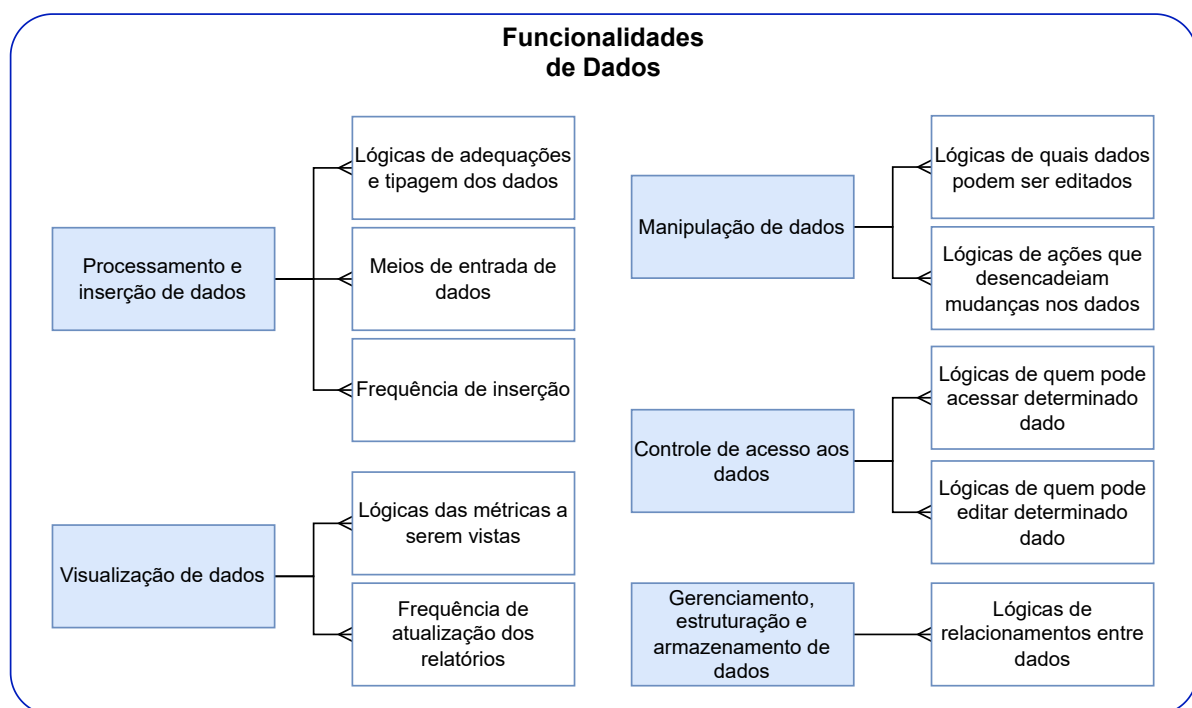 Funcionalidades
de Dados
Processamento e
inserção de dados
Lógicas de adequações
e tipagem dos dados
Meios de entrada de
dados
Frequência de inserção
Visualização de dados
Lógicas das métricas a
serem vistas
Frequência de
atualização dos
relatórios
Manipulação de dados
Lógicas de quais dados
podem ser editados
Lógicas de ações que
desencadeiam
mudanças nos dados
Controle de acesso aos
dados
Lógicas de quem pode
acessar determinado
dado
Lógicas de quem pode
editar determinado
dado
Gerenciamento,
estruturação e
armazenamento de
dados
Lógicas de
relacionamentos entre
dados